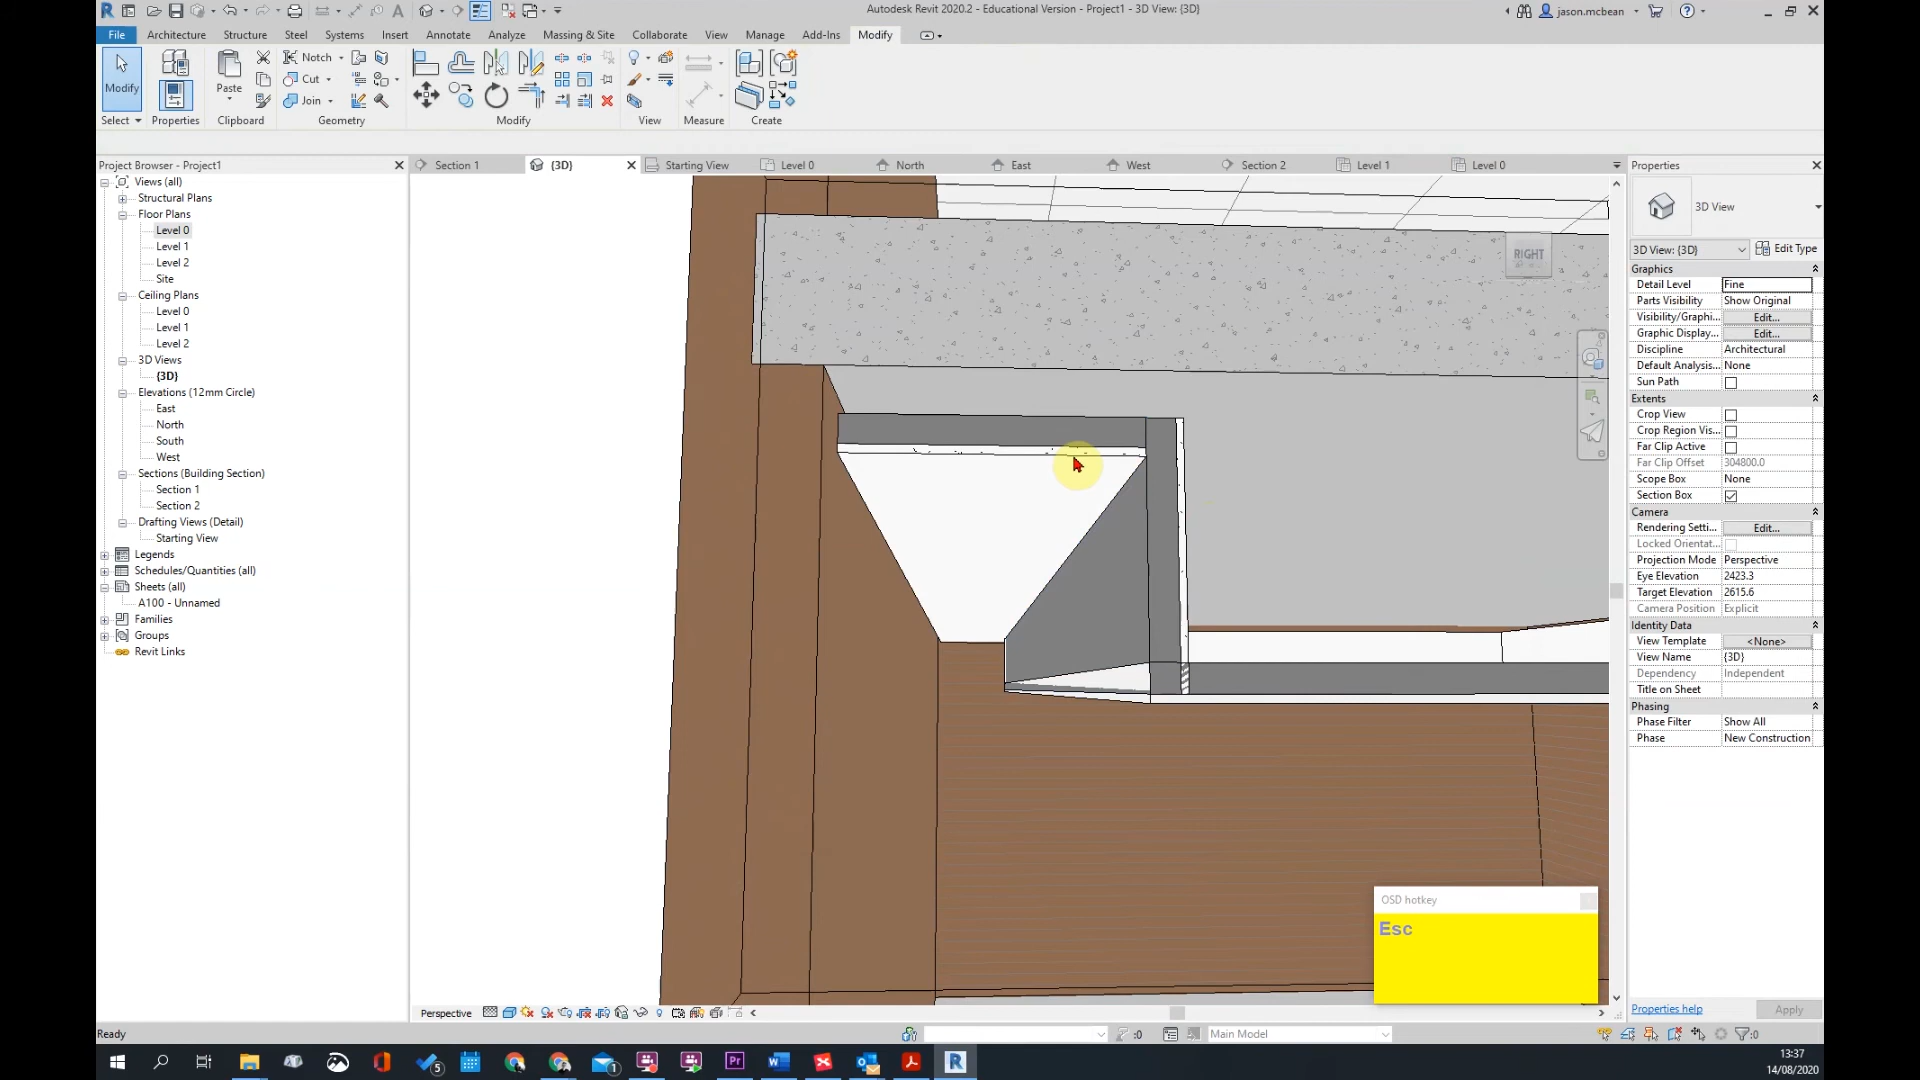 Autodesk Revit 2020.2 - Educational Version - Project1 - 3D View: {3D}
jason.mcbean
File Architecture Structure Steel Systems Insert Annotate Analyze Massing & Site Collaborate View Manage Add-Ins Modify
Modify
Paste
Notch
Cut
Join
Select Properties Clipboard Geometry Modify View Measure Create
Project Browser - Project1
Views (all)
Structural Plans
Floor Plans
Level 0
Level 1
Level 2
Site
Ceiling Plans
Level 0
Level 1
Level 2
3D Views
{3D}
Elevations (12mm Circle)
East
North
South
West
Sections (Building Section)
Section 1
Section 2
Drafting Views (Detail)
Starting View
Legends
Schedules/Quantities (all)
Sheets (all)
A100 - Unnamed
Families
Groups
Revit Links
Section 1 {3D} Starting View Level 0 North East West Section 2 Level 1 Level 0
RIGHT
OSD hotkey
Esc
Properties
3D View
3D View: {3D} Edit Type
Graphics
Detail Level Fine
Parts Visibility Show Original
Visibility/Graphi... Edit...
Graphic Display... Edit...
Discipline Architectural
Default Analysis... None
Sun Path
Extents
Crop View
Crop Region Vis...
Far Clip Active
Far Clip Offset 304800.0
Scope Box None
Section Box
Camera
Rendering Setti... Edit...
Locked Orientat...
Projection Mode Perspective
Eye Elevation 2423.3
Target Elevation 2615.6
Camera Position Explicit
Identity Data
View Template <None>
View Name {3D}
Dependency Independent
Title on Sheet
Phasing
Phase Filter Show All
Phase New Construction
Properties help Apply
Perspective
Ready
:0
Main Model
:0
5
1
13:37
14/08/2020